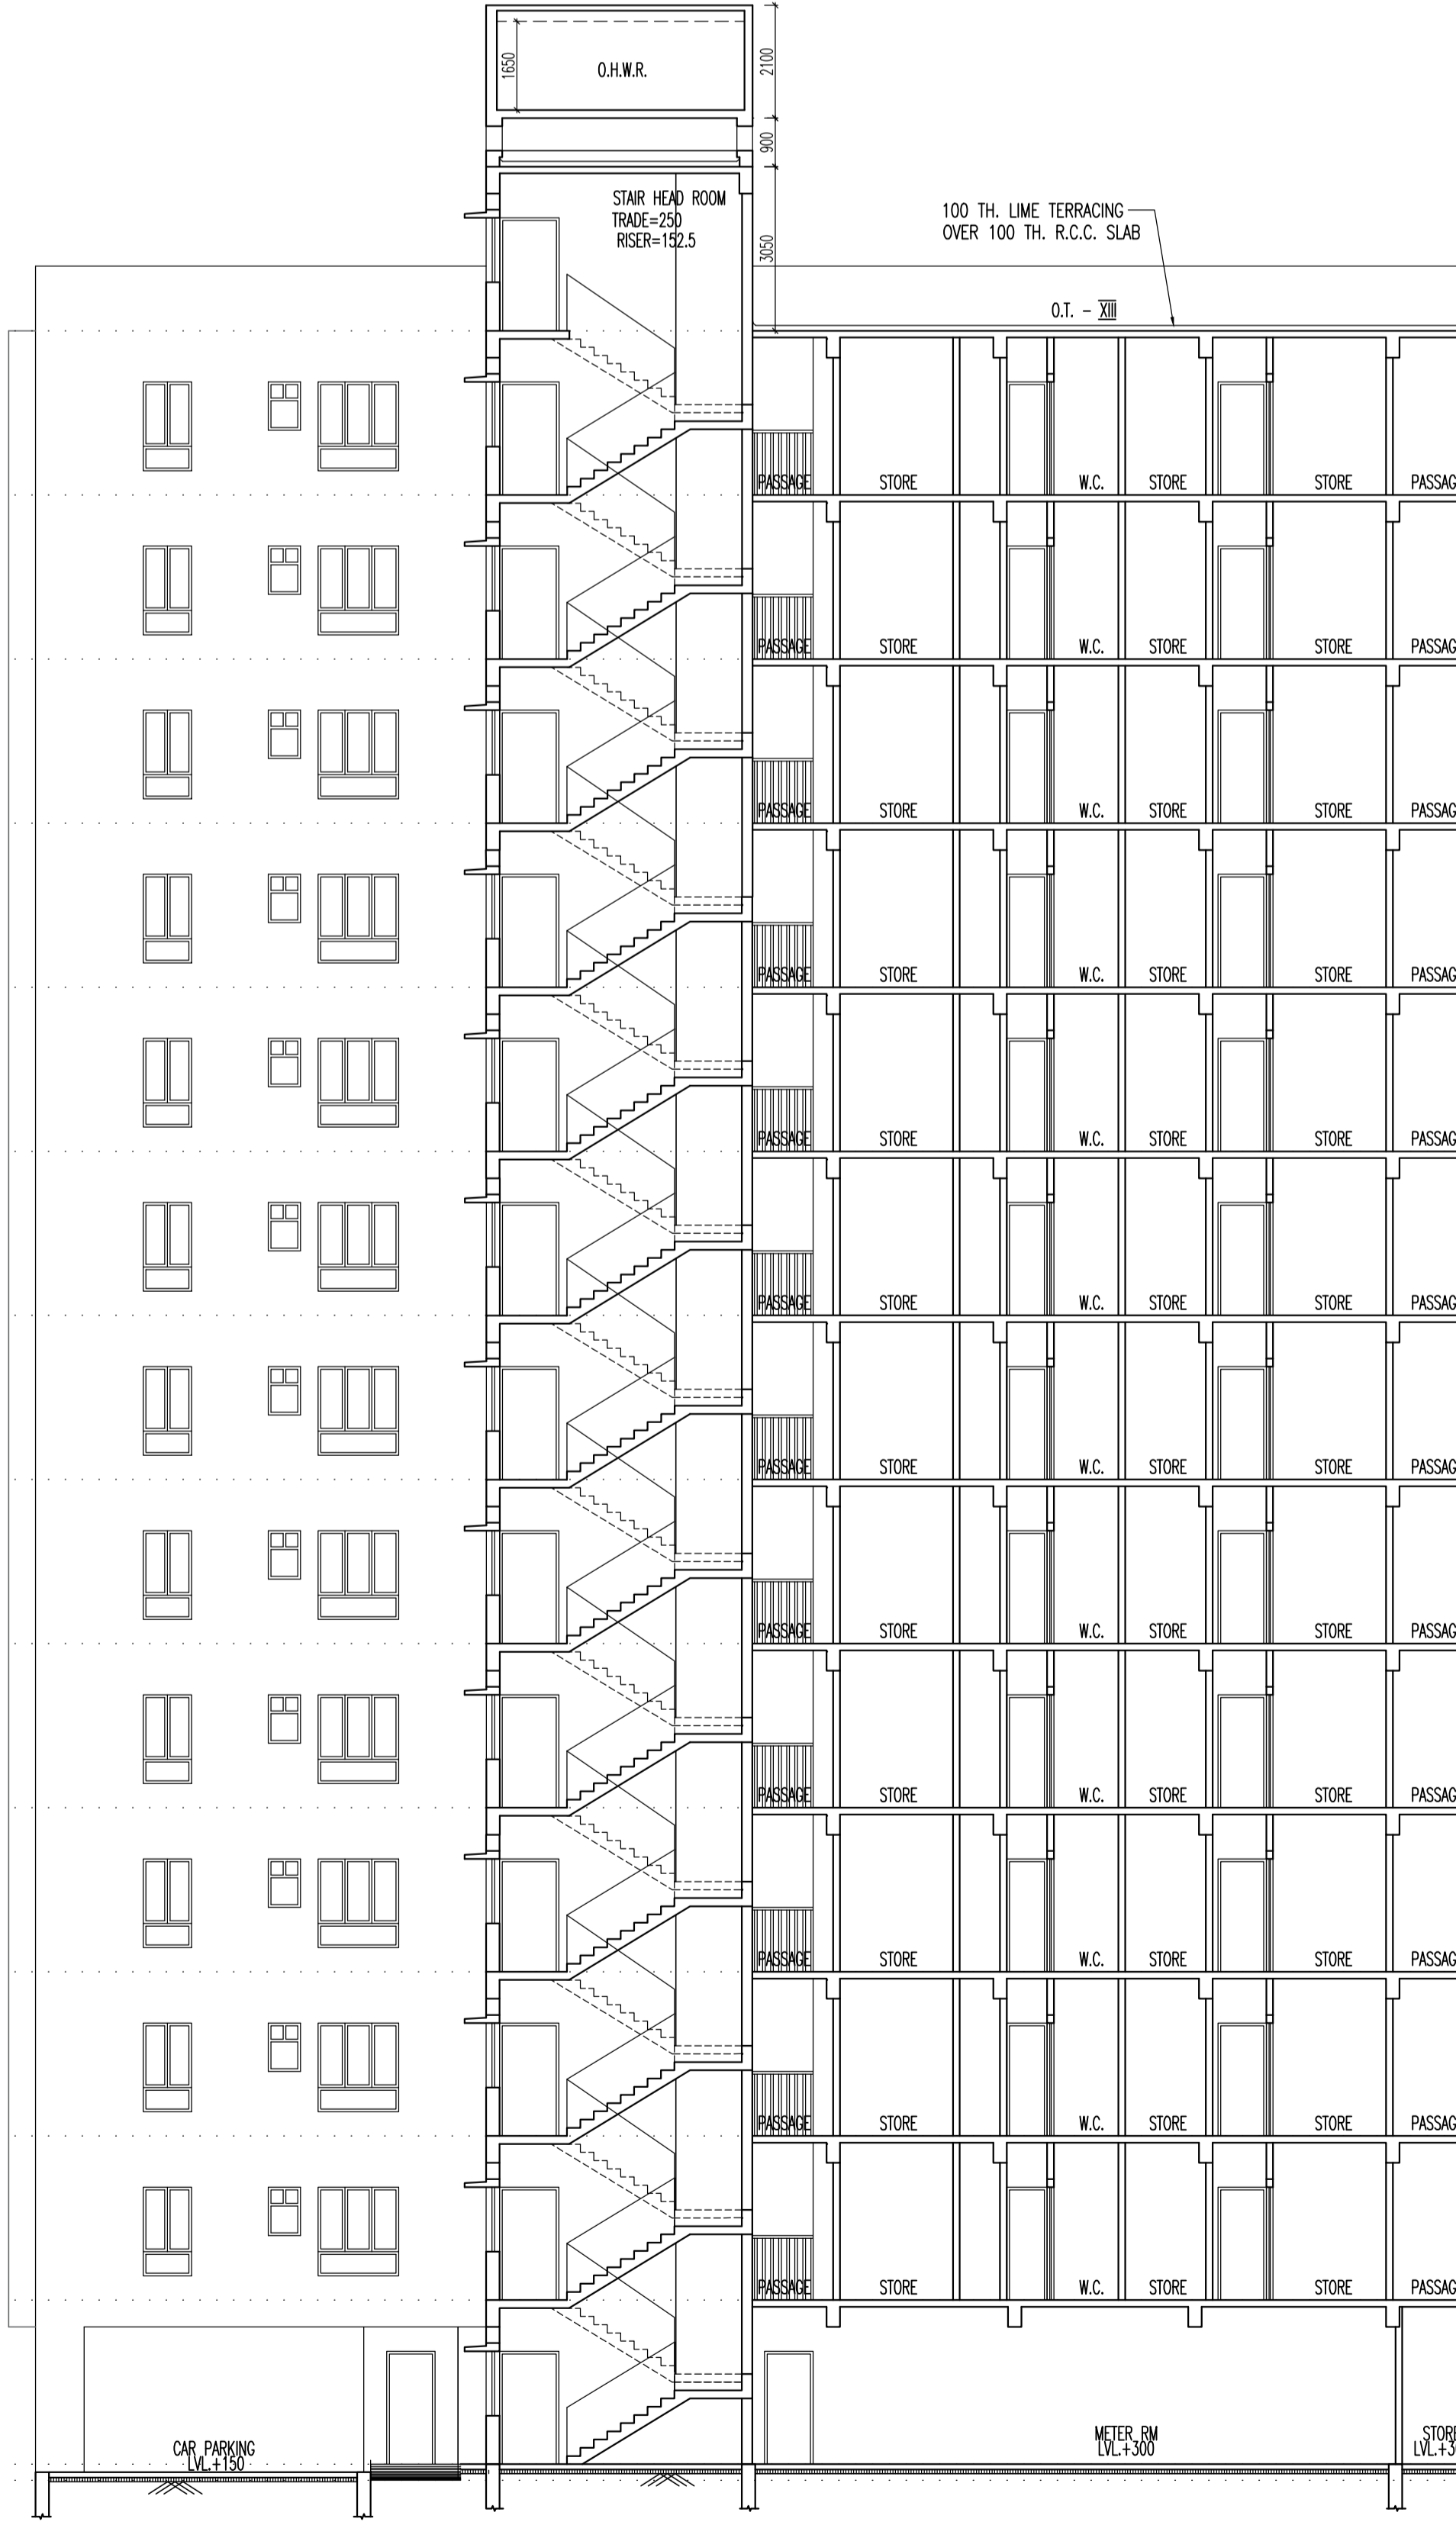 1650
O.H.W.R.
2100
900
STAIR HEAD ROOM
TRADE=250
RISER=152.5
3050
100 TH. LIME TERRACING
OVER 100 TH. R.C.C. SLAB
O.T. - XIII
PASSAGE STORE W.C. STORE STORE PASSAG
PASSAGE STORE W.C. STORE STORE PASSAG
PASSAGE STORE W.C. STORE STORE PASSAG
PASSAGE STORE W.C. STORE STORE PASSAG
PASSAGE STORE W.C. STORE STORE PASSAG
PASSAGE STORE W.C. STORE STORE PASSAG
PASSAGE STORE W.C. STORE STORE PASSAG
PASSAGE STORE W.C. STORE STORE PASSAG
PASSAGE STORE W.C. STORE STORE PASSAG
PASSAGE STORE W.C. STORE STORE PASSAG
PASSAGE STORE W.C. STORE STORE PASSAG
PASSAGE STORE W.C. STORE STORE PASSAG
CAR PARKING
LVL.+150
METER RM
LVL.+300
STORE
LVL.+3